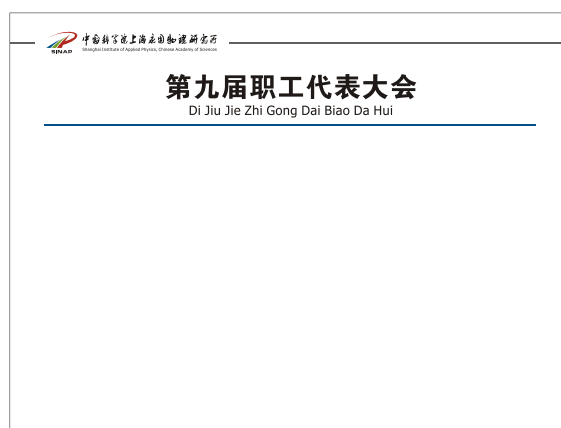 中国科学院上海应用物理研究所
Shanghai Institute of Applied Physics, Chinese Academy of Sciences
SINAP
第九届职工代表大会
Di Jiu Jie Zhi Gong Dai Biao Da Hui